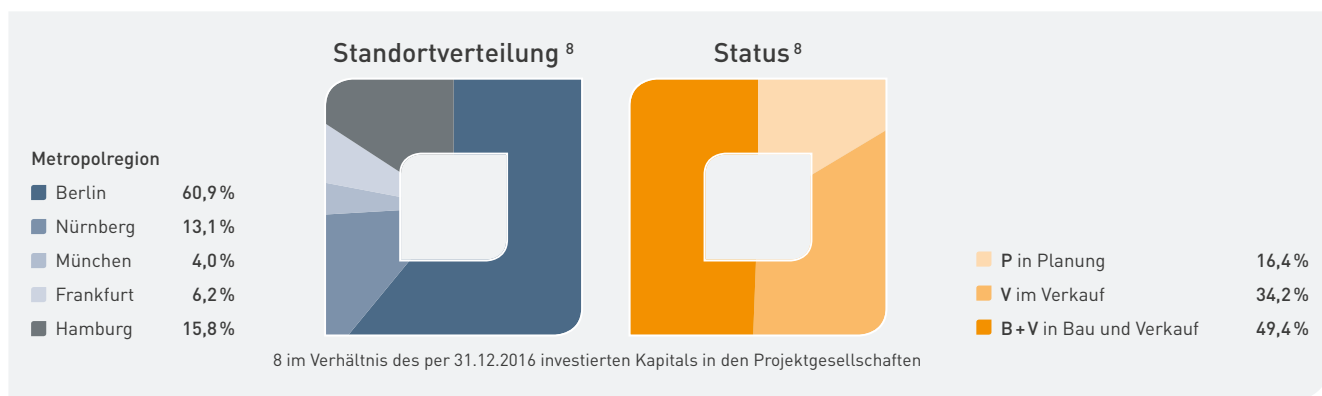 Standortverteilung 8
Status 8
Metropolregion
Berlin 60,9 %
Nürnberg 13,1 %
München 4,0 %
Frankfurt 6,2 %
Hamburg 15,8 %
P in Planung 16,4 %
V im Verkauf 34,2 %
B + V in Bau und Verkauf 49,4 %
8 im Verhältnis des per 31.12.2016 investierten Kapitals in den Projektgesellschaften